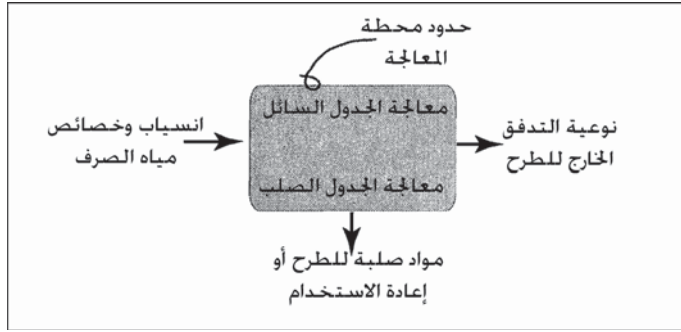 حدود محطة
المعالجة
معالجة الجدول السائل
انسياب وخصائص
مياه الصرف
نوعية التدفق
الخارج للطرح
معالجة الجدول الصلب
مواد صلبة للطرح أو
إعادة الاستخدام